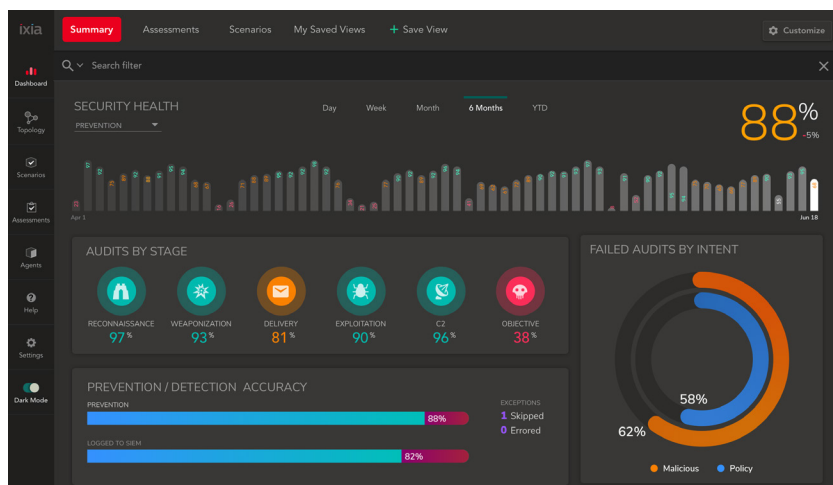 ixia
Summary
Assessments
Scenarios
My Saved Views
+ Save View
Customize
Dashboard
Topology
Scenarios
Assessments
Agents
Help
Settings
Dark Mode
Search filter
SECURITY HEALTH
PREVENTION
Day
Week
Month
6 Months
YTD
88%
-5%
Apr 1
Jun 18
AUDITS BY STAGE
RECONNAISSANCE
97%
WEAPONIZATION
93%
DELIVERY
81%
EXPLOITATION
90%
C2
96%
OBJECTIVE
38%
PREVENTION / DETECTION ACCURACY
PREVENTION
88%
LOGGED TO SIEM
82%
EXCEPTIONS
1 Skipped
0 Errored
FAILED AUDITS BY INTENT
58%
62%
Malicious
Policy